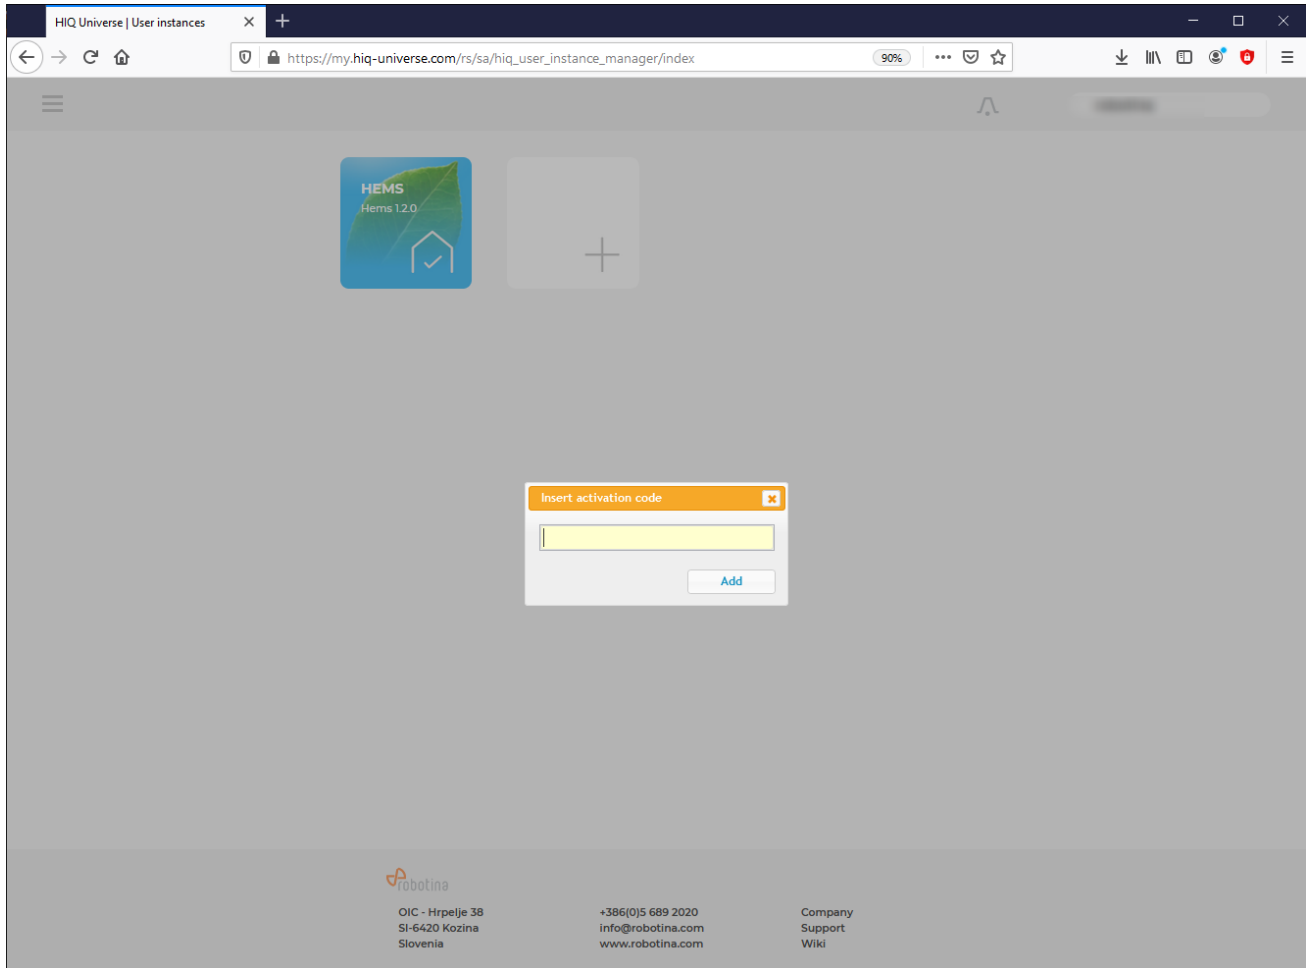 HIQ Universe | User instances
https://my.hiq-universe.com/rs/sa/hiq_user_instance_manager/index
90%
HEMS
Hems 1.2.0
Insert activation code
Add
robotina
OIC - Hrpelje 38
SI-6420 Kozina
Slovenia
+386(0)5 689 2020
info@robotina.com
www.robotina.com
Company
Support
Wiki